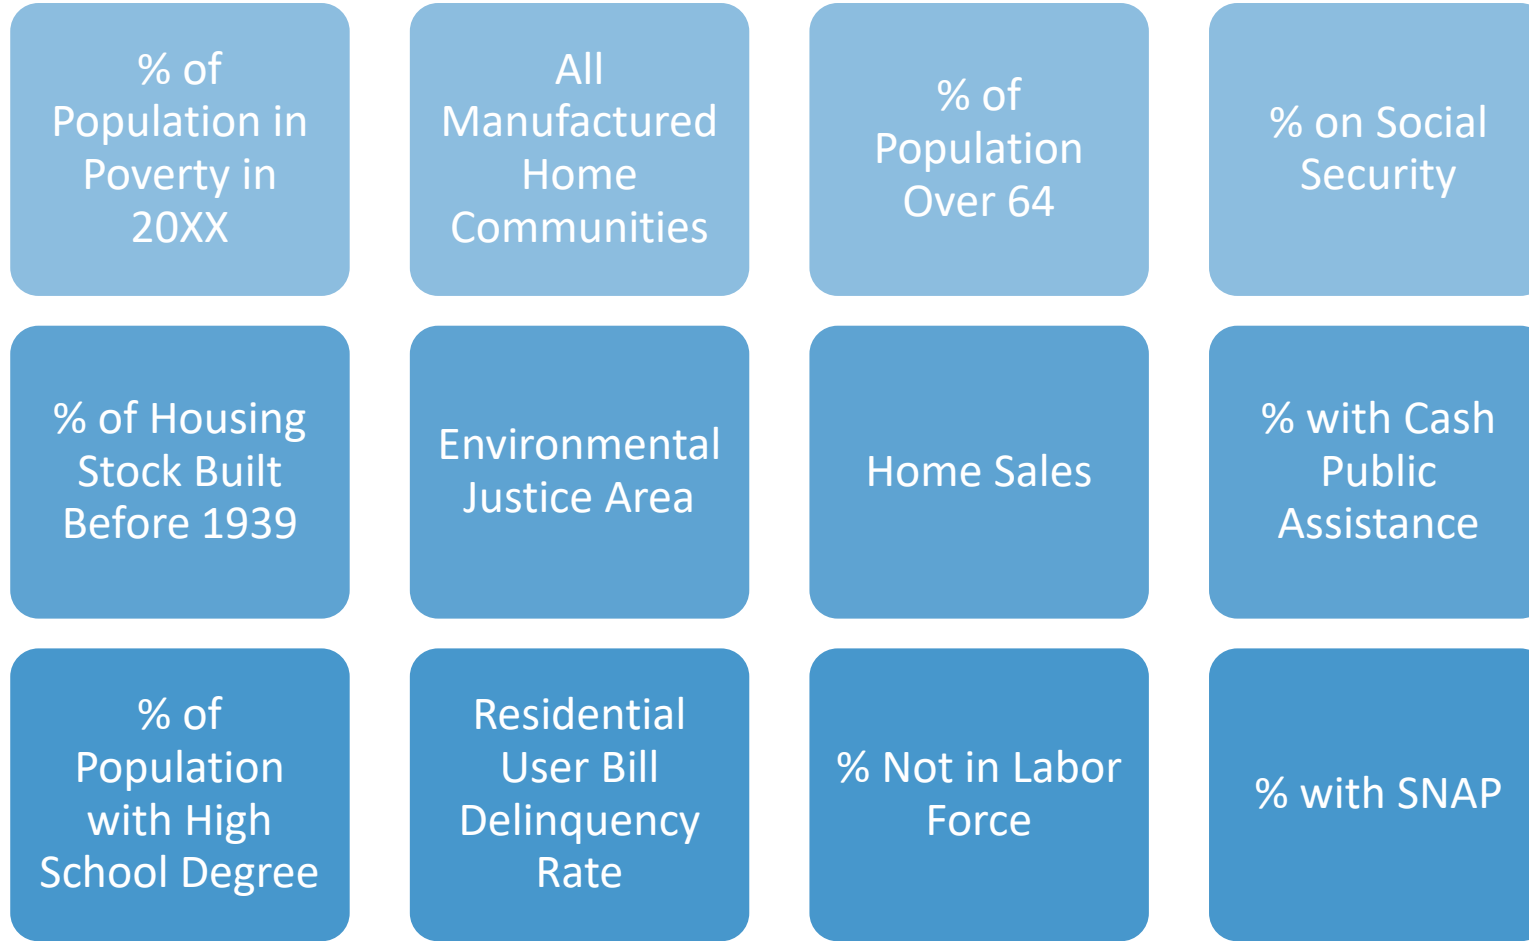 % of
Population in
Poverty in
20XX
All
Manufactured
Home
Communities
% of
Population
Over 64
% on Social
Security
% of Housing
Stock Built
Before 1939
Environmental
Justice Area
Home Sales
% with Cash
Public
Assistance
% of
Population
with High
School Degree
Residential
User Bill
Delinquency
Rate
% Not in Labor
Force
% with SNAP